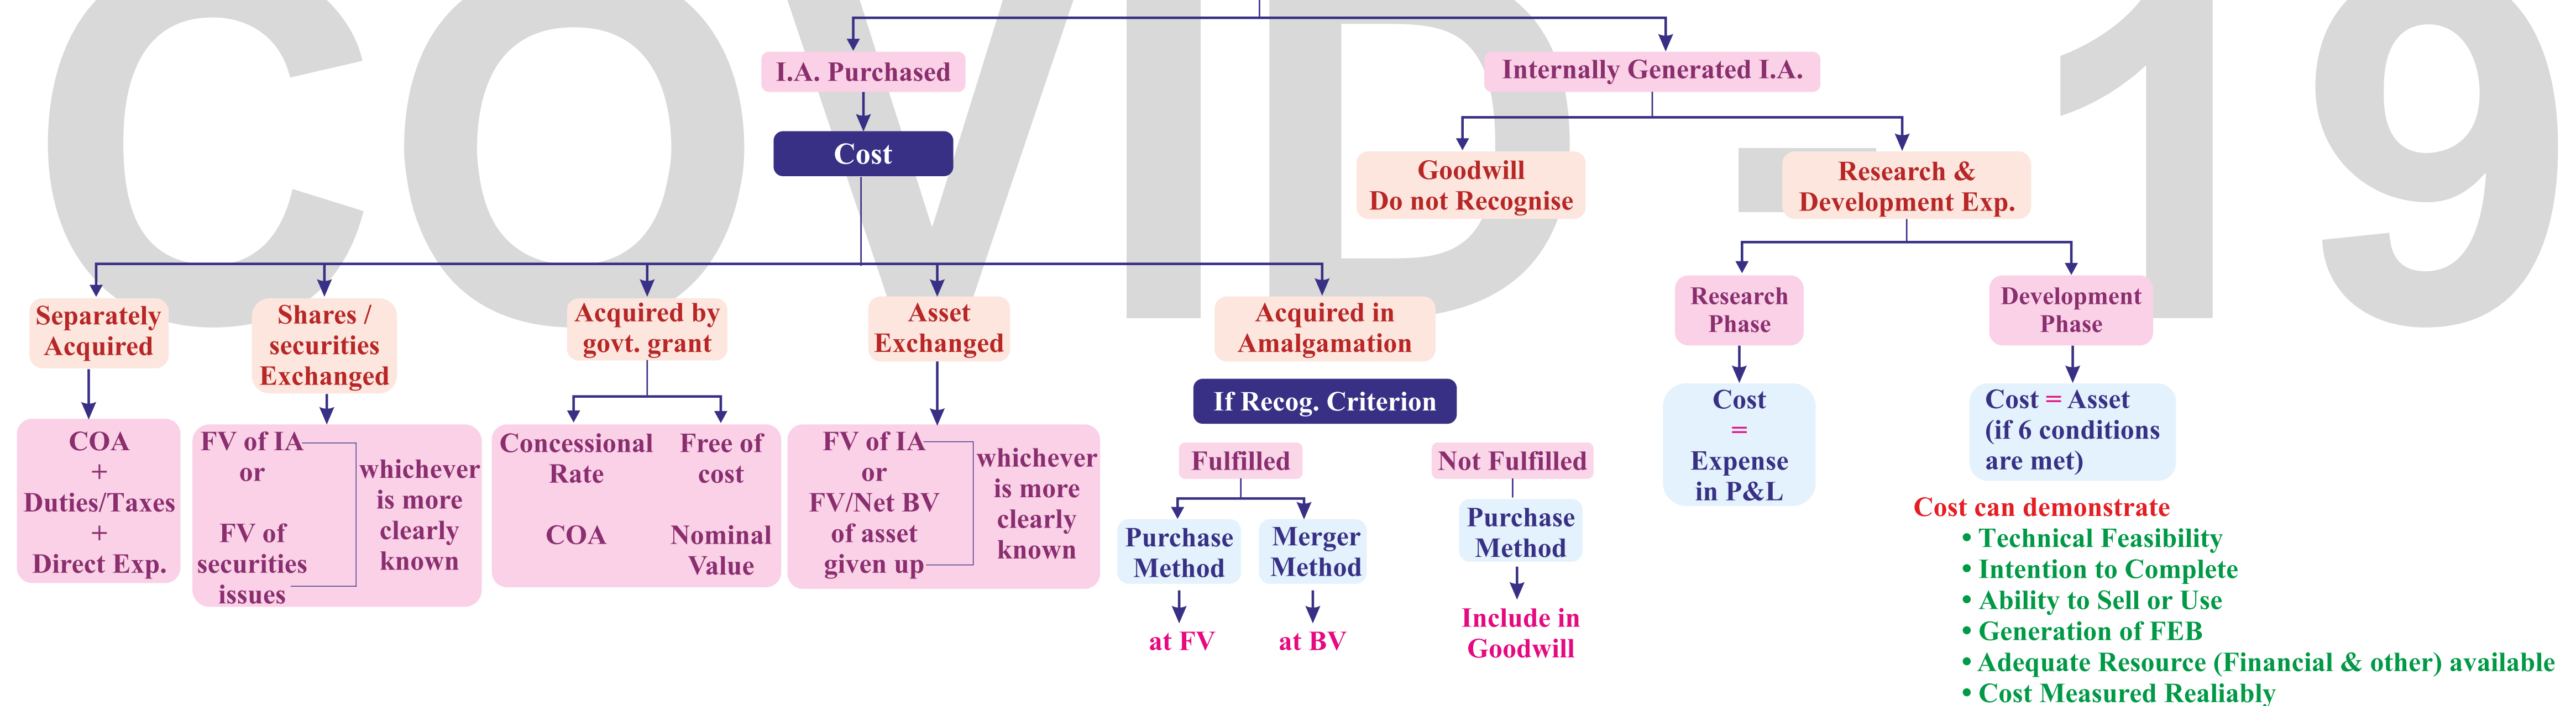 COVID - 19
I.A. Purchased
Cost
Separately
Acquired
COA
+
Duties/Taxes
+
Direct Exp.
Shares /
securities
Exchanged
FV of IA
or
FV of
securities
issues
whichever
is more
clearly
known
Acquired by
govt. grant
Concessional
Rate
COA
Free of
cost
Nominal
Value
Asset
Exchanged
FV of IA
or
FV/Net BV
of asset
given up
whichever
is more
clearly
known
Acquired in
Amalgamation
If Recog. Criterion
Fulfilled
Purchase
Method
at FV
Merger
Method
at BV
Not Fulfilled
Purchase
Method
Include in
Goodwill
Internally Generated I.A.
Goodwill
Do not Recognise
Research &
Development Exp.
Research
Phase
Cost
=
Expense
in P&L
Development
Phase
Cost = Asset
(if 6 conditions
are met)
Cost can demonstrate
• Technical Feasibility
• Intention to Complete
• Ability to Sell or Use
• Generation of FEB
• Adequate Resource (Financial & other) available
• Cost Measured Realiably